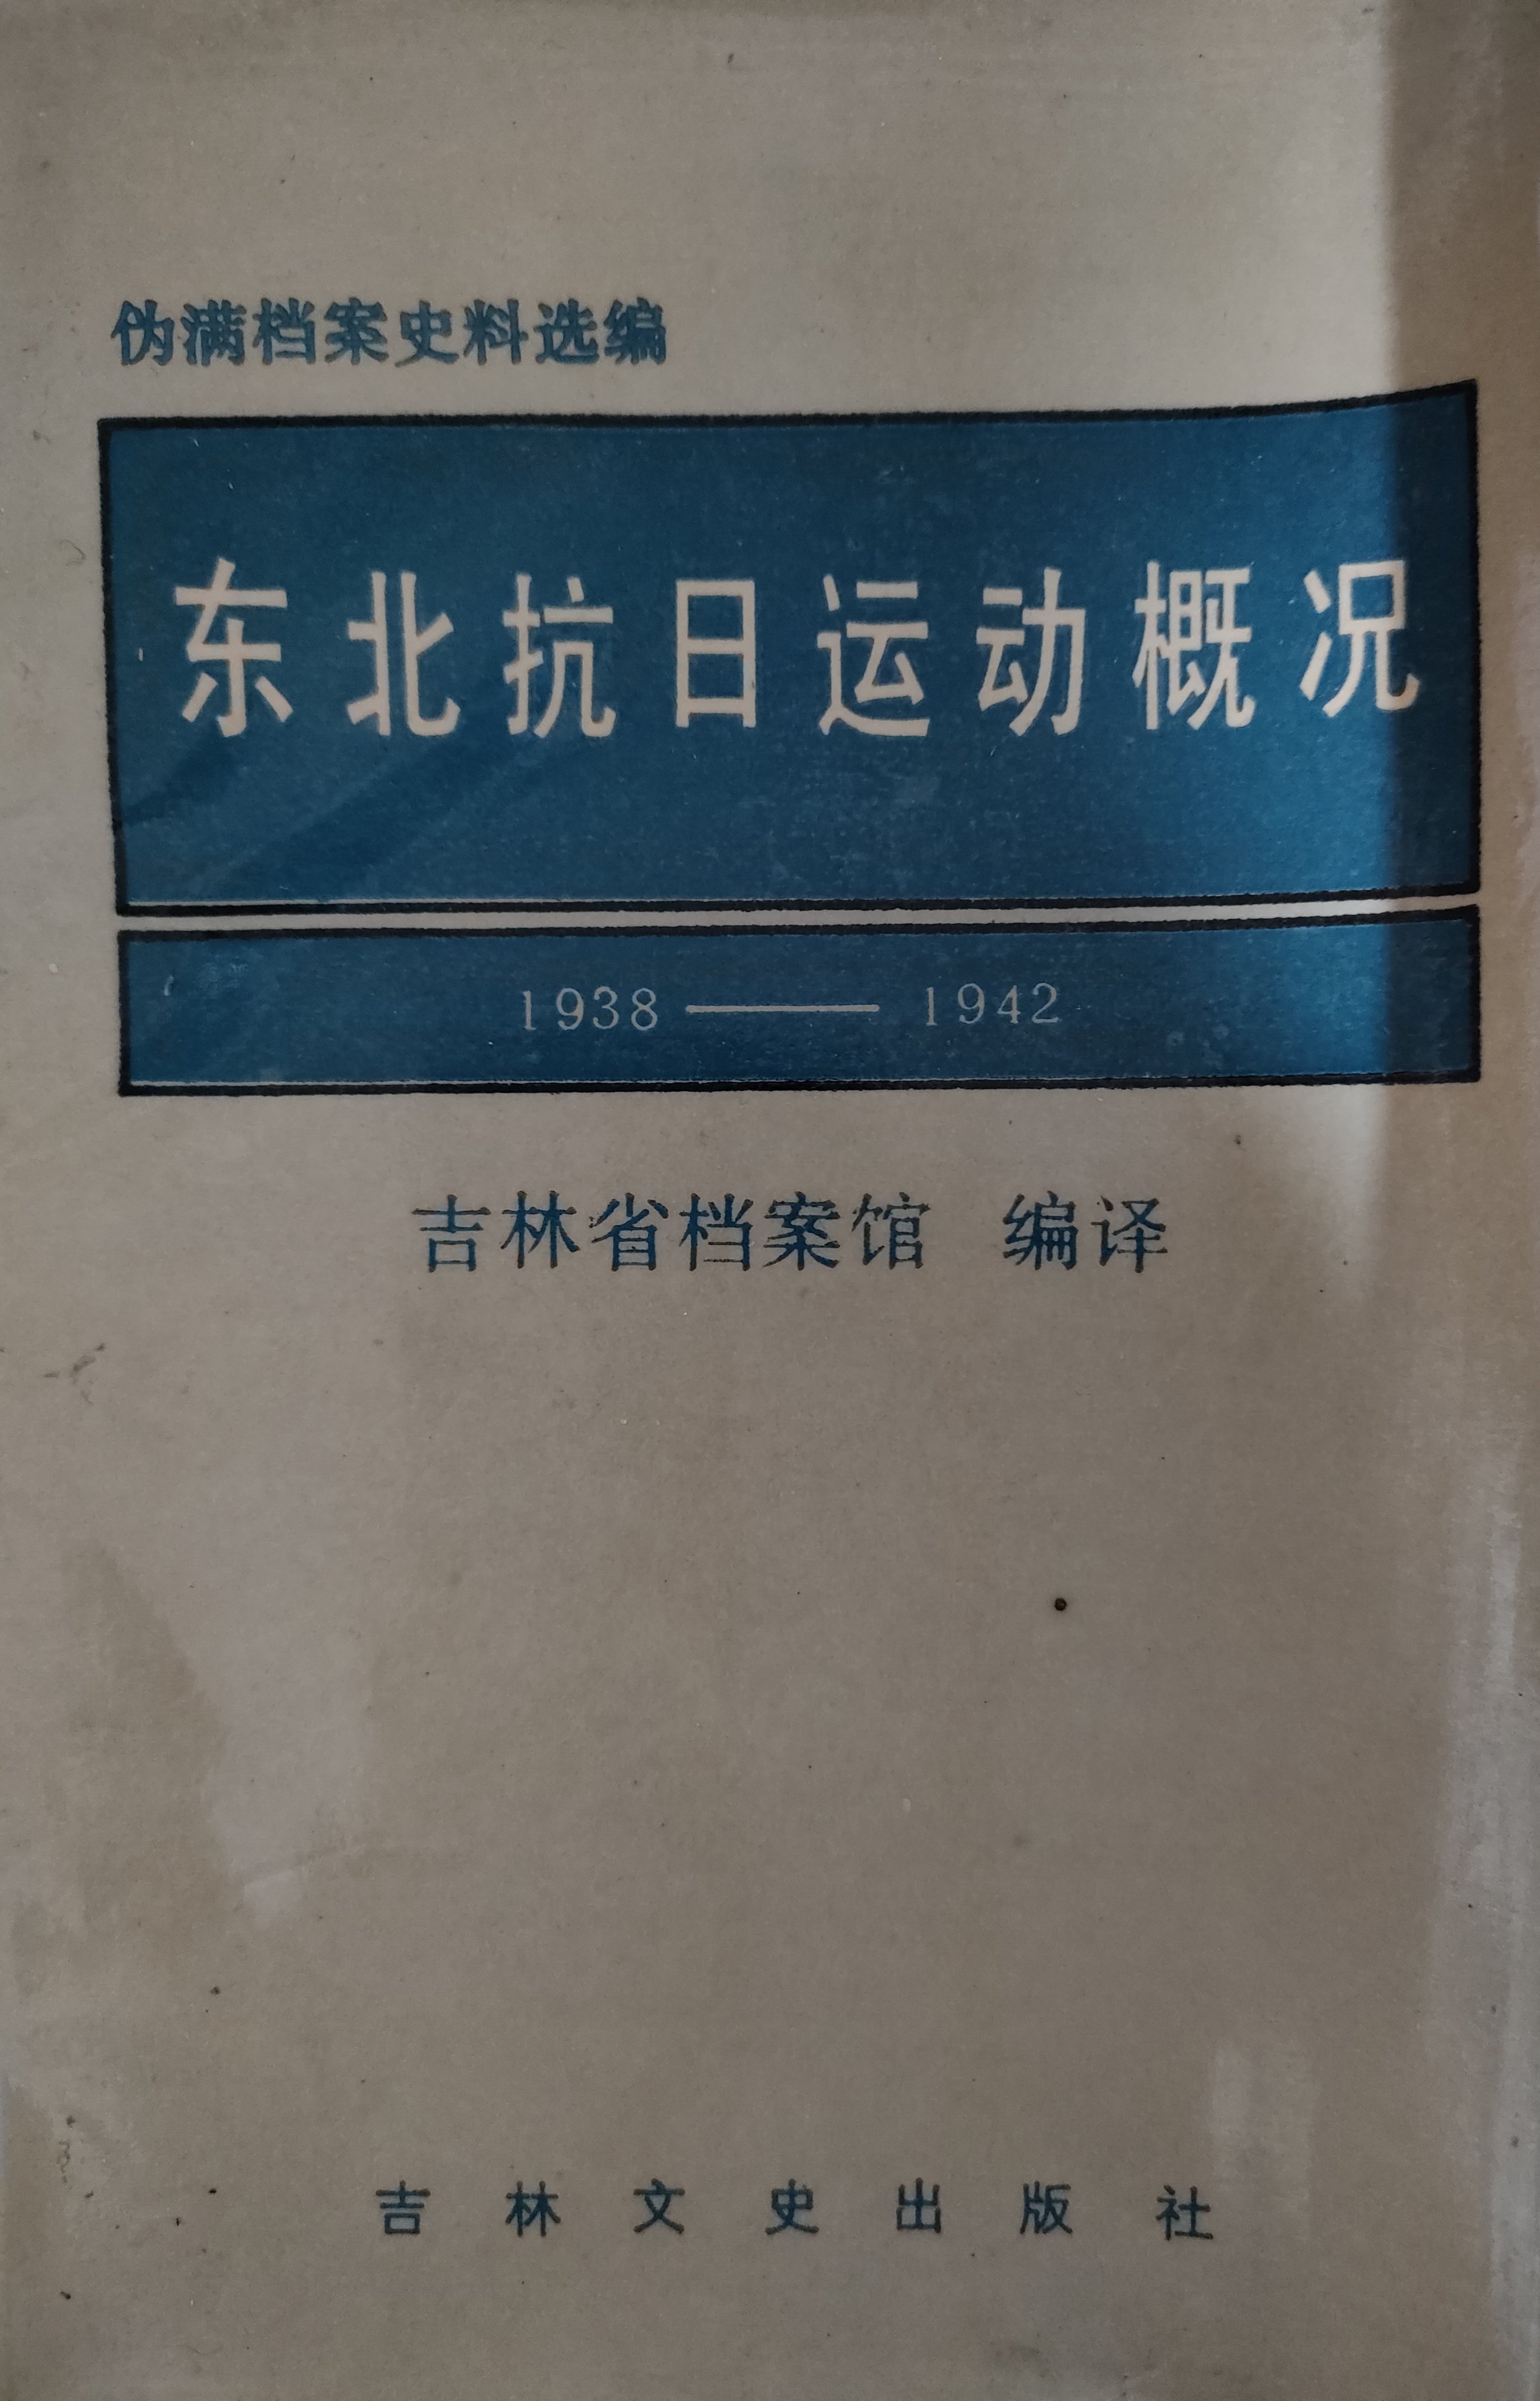 伪满档案史料选编
东北抗日运动概况
1938——1942
吉林省档案馆 编译
吉林文史出版社